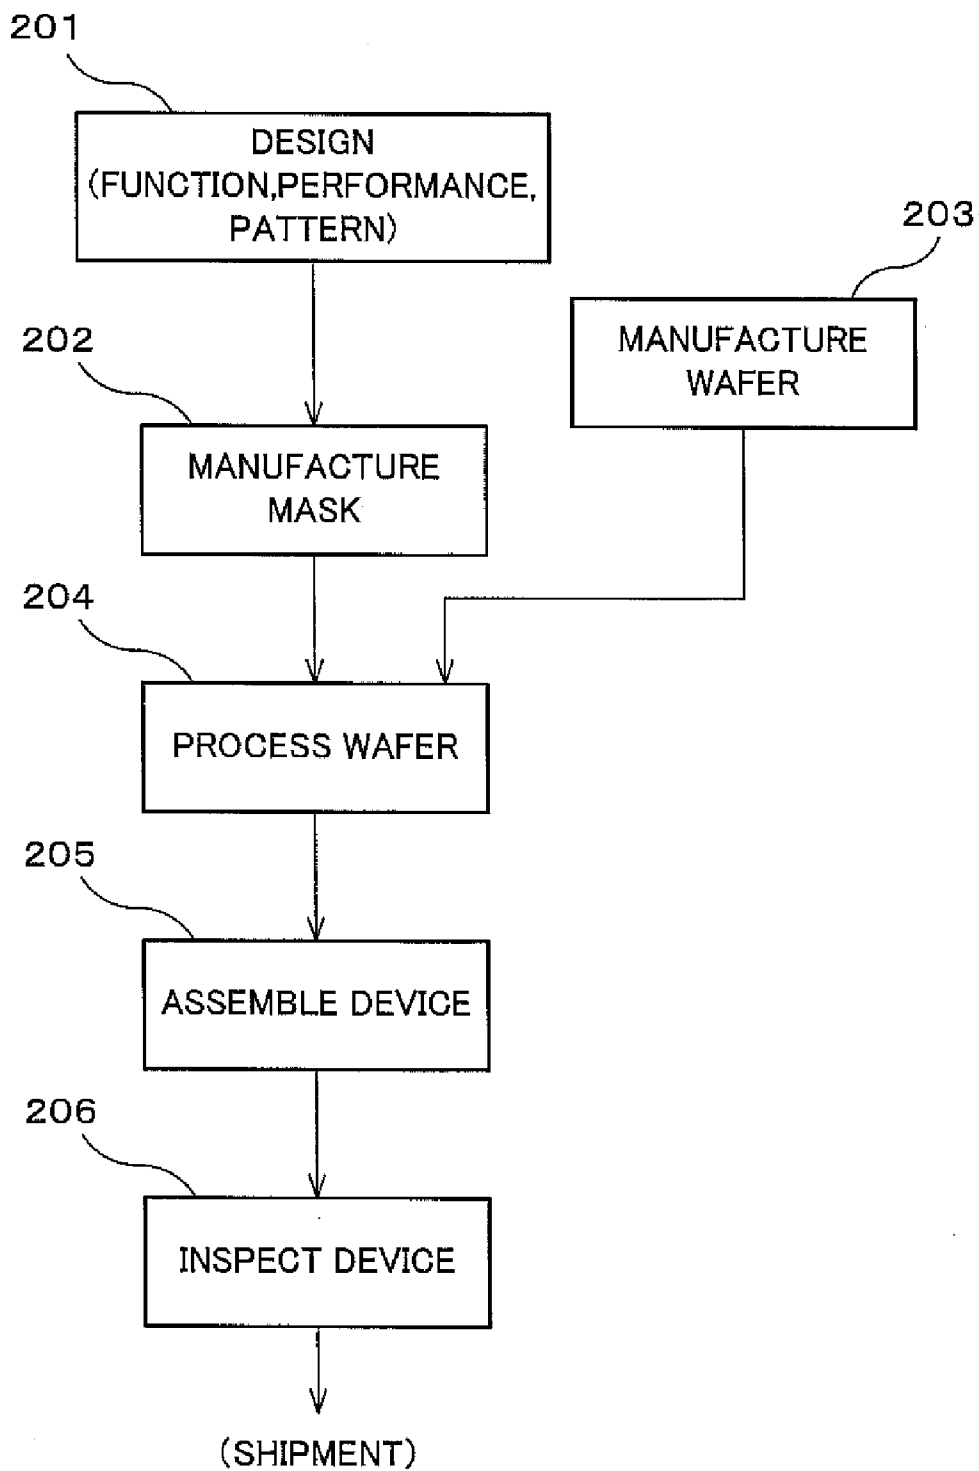 201
DESIGN
(FUNCTION,PERFORMANCE,
PATTERN)
203
MANUFACTURE
WAFER
202
MANUFACTURE
MASK
204
PROCESS WAFER
205
ASSEMBLE DEVICE
206
INSPECT DEVICE
(SHIPMENT)